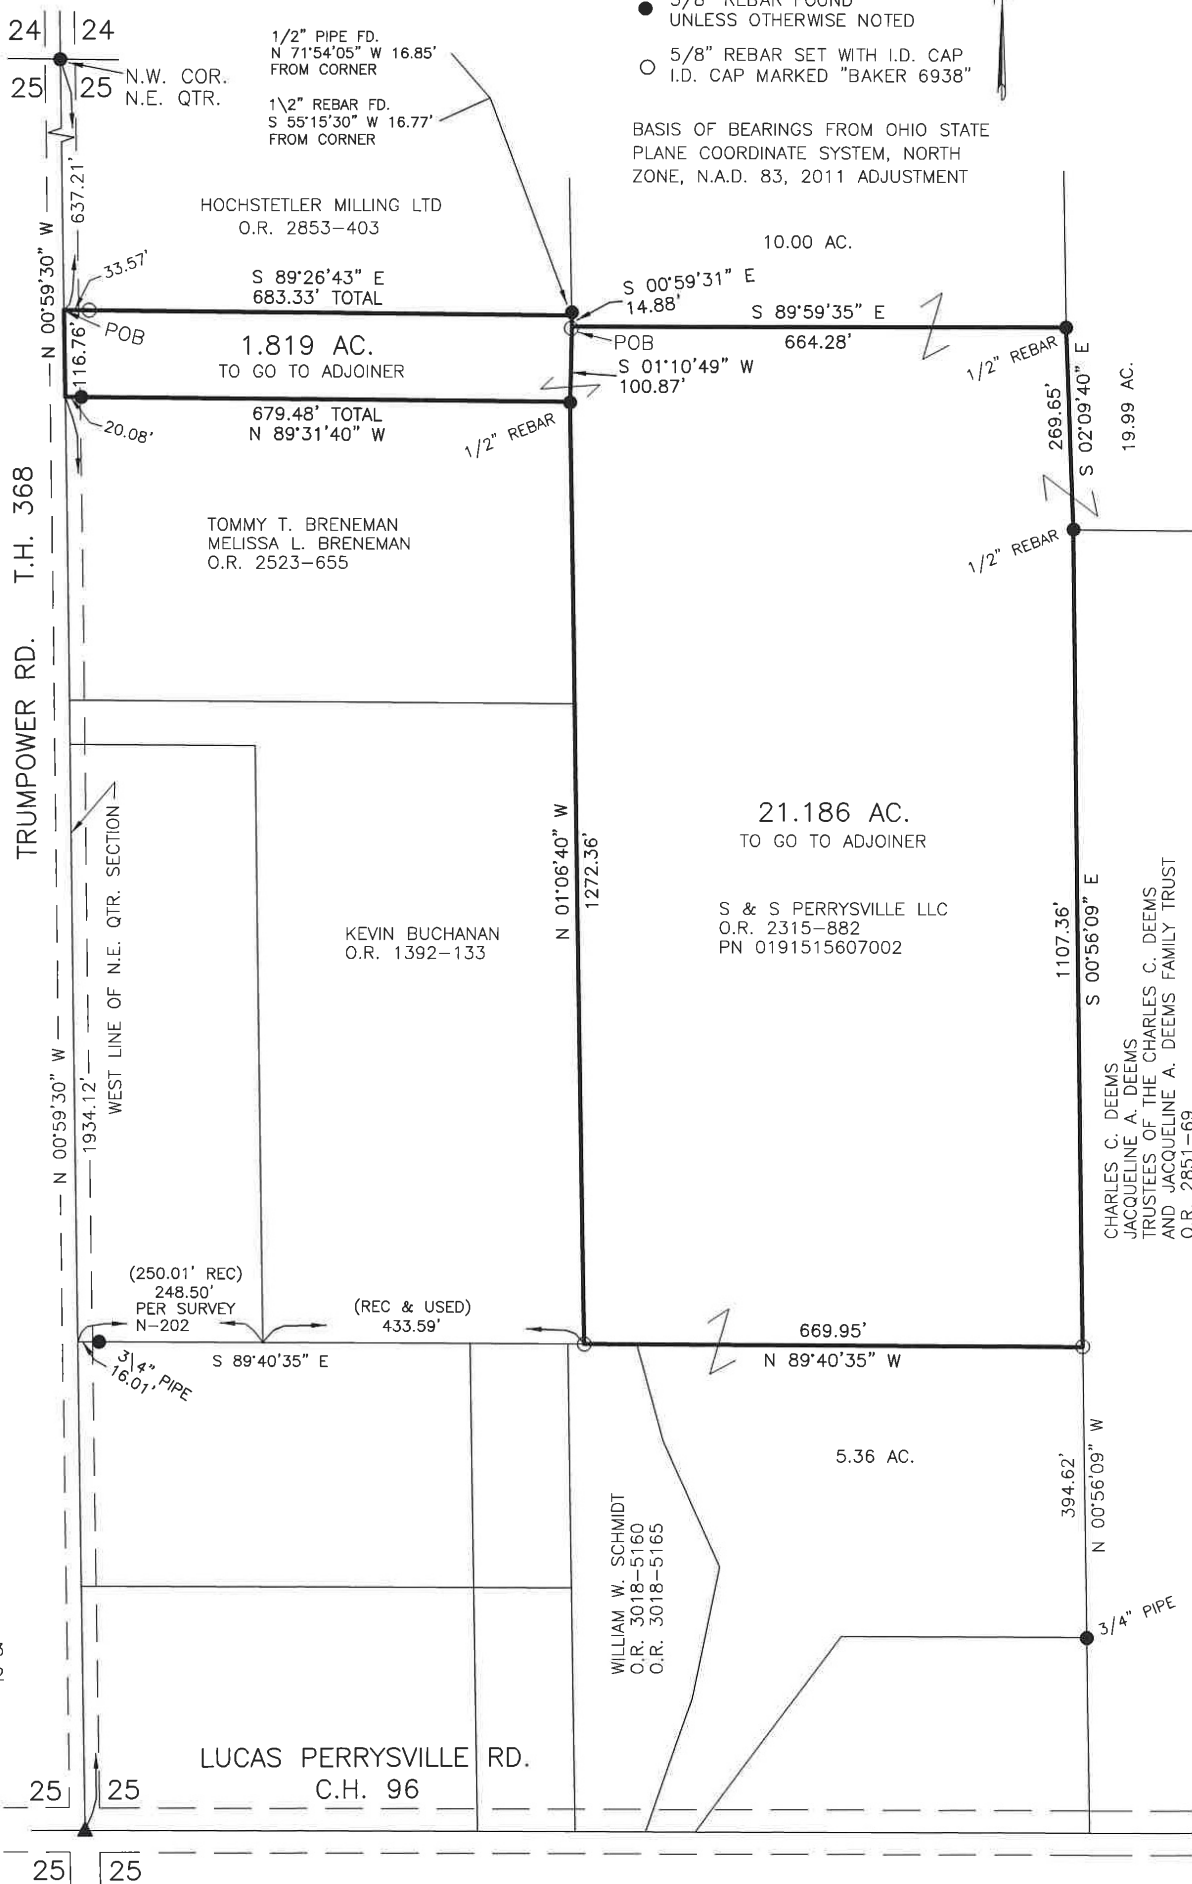 5/8" REBAR FOUND
UNLESS OTHERWISE NOTED
5/8" REBAR SET WITH I.D. CAP
I.D. CAP MARKED "BAKER 6938"
BASIS OF BEARINGS FROM OHIO STATE
PLANE COORDINATE SYSTEM, NORTH
ZONE, N.A.D. 83, 2011 ADJUSTMENT
24 24
25 25
N.W. COR.
N.E. QTR.
1/2" PIPE FD.
N 71°54'05" W 16.85'
FROM CORNER
1\2" REBAR FD.
S 55°15'30" W 16.77'
FROM CORNER
HOCHSTETLER MILLING LTD
O.R. 2853-403
10.00 AC.
N 00°59'30" W
637.21'
33.57'
S 89°26'43" E
683.33' TOTAL
S 00°59'31" E
14.88'
S 89°59'35" E
664.28'
POB
116.76'
1.819 AC.
TO GO TO ADJOINER
POB
S 01°10'49" W
100.87'
1/2" REBAR
679.48' TOTAL
N 89°31'40" W
20.08'
1/2" REBAR
269.65'
S 02°09'40" E
19.99 AC.
TRUMPOWER RD. T.H. 368
TOMMY T. BRENEMAN
MELISSA L. BRENEMAN
O.R. 2523-655
1/2" REBAR
21.186 AC.
TO GO TO ADJOINER
N 01°06'40" W
1272.36'
S & S PERRYSVILLE LLC
O.R. 2315-882
PN 0191515607002
KEVIN BUCHANAN
O.R. 1392-133
WEST LINE OF N.E. QTR. SECTION
N 00°59'30" W
1934.12'
1107.36'
S 00°56'09" E
CHARLES C. DEEMS
JACQUELINE A. DEEMS
TRUSTEES OF THE CHARLES C. DEEMS
AND JACQUELINE A. DEEMS FAMILY TRUST
O.R. 2851-69
(250.01' REC)
248.50'
PER SURVEY
N-202
(REC & USED)
433.59'
3\4" PIPE
16.01'
S 89°40'35" E
669.95'
N 89°40'35" W
5.36 AC.
394.62'
N 00°56'09" W
WILLIAM W. SCHMIDT
O.R. 3018-5160
O.R. 3018-5165
3/4" PIPE
LUCAS PERRYSVILLE RD.
C.H. 96
25 25
25 25